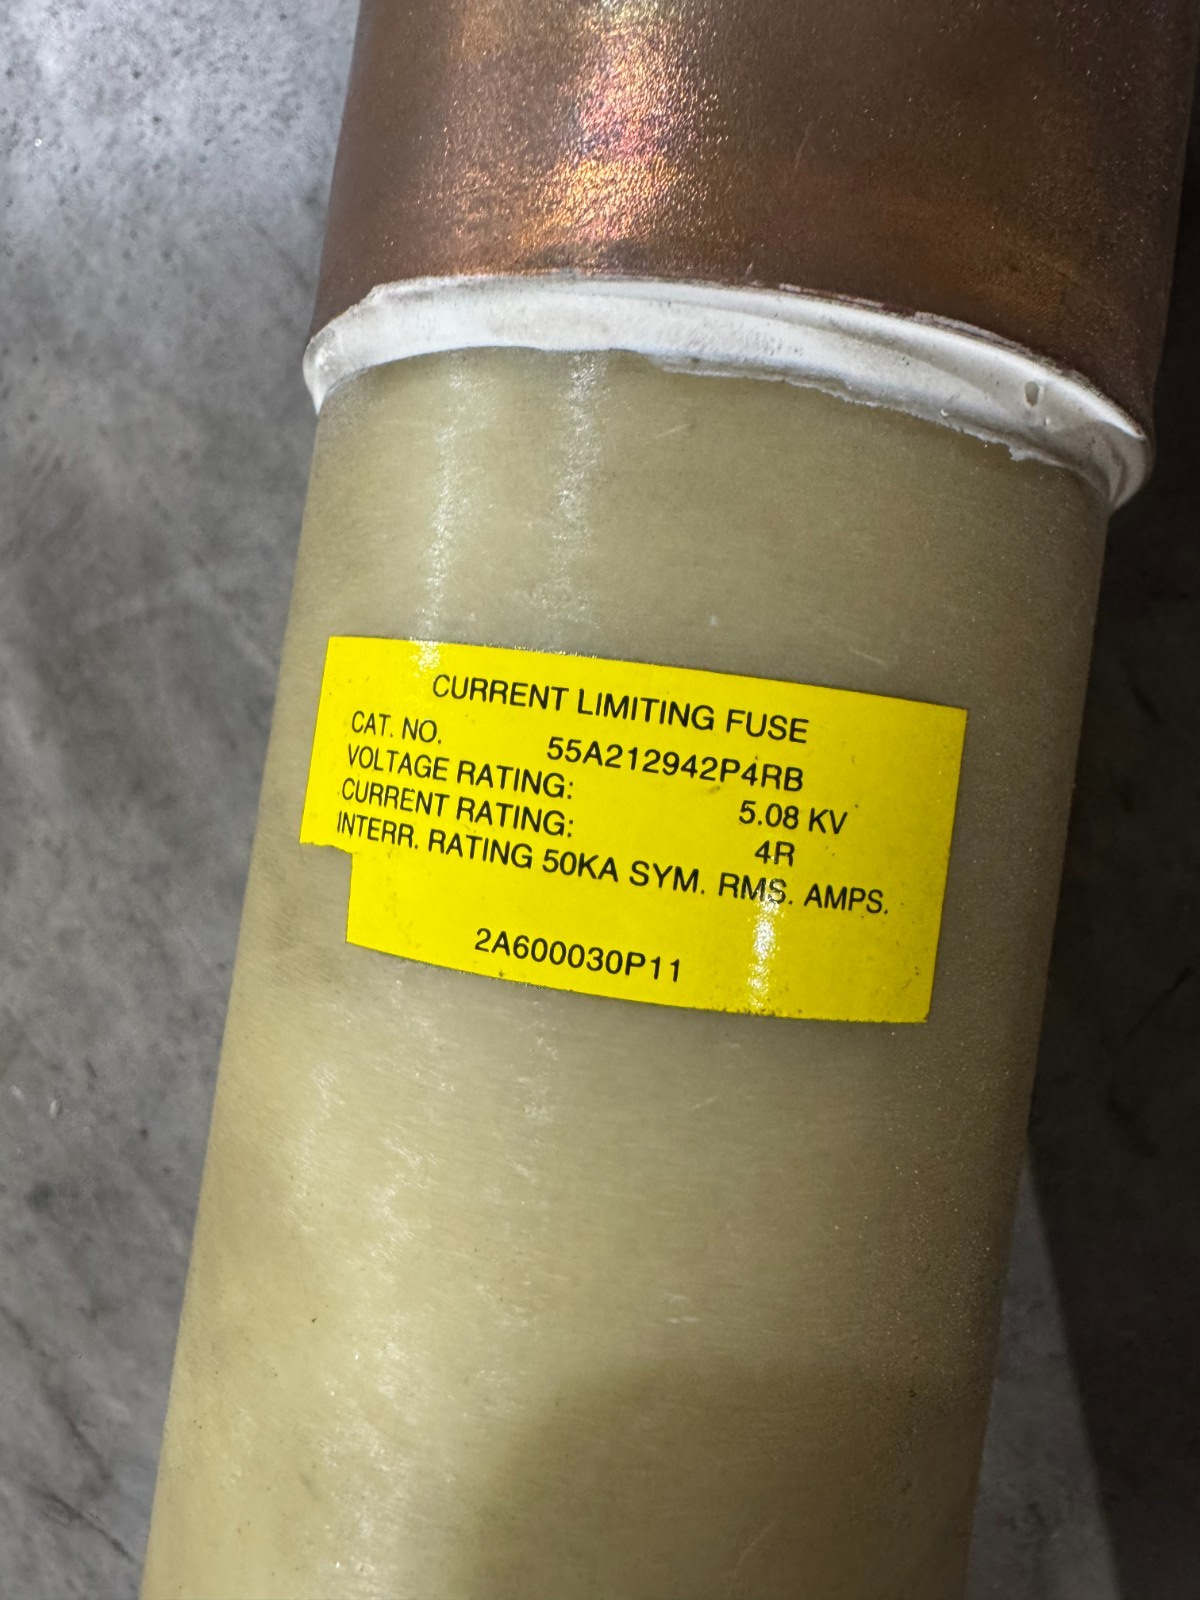 CURRENT LIMITING FUSE
CAT. NO. 55A212942P4RB
VOLTAGE RATING: 5.08 KV
CURRENT RATING: 4R
INTERR. RATING 50KA SYM. RMS. AMPS.
2A600030P11